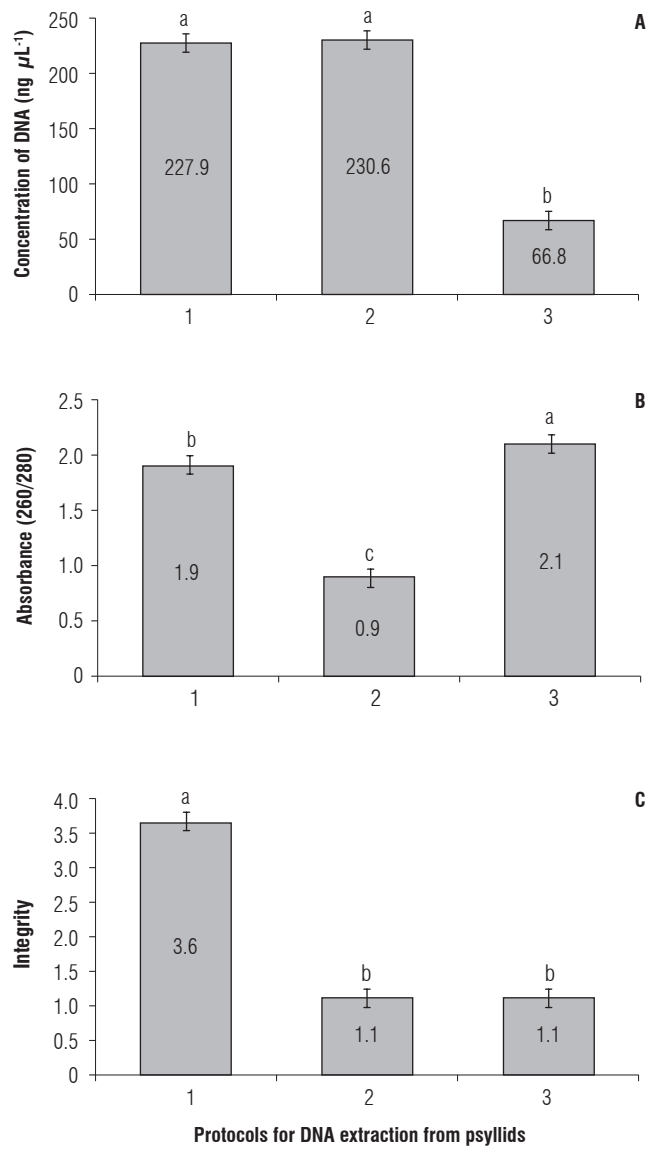 A
Concentration of DNA (ng µL-1)
250
200
150
100
50
0
a
a
b
227.9
230.6
66.8
1 2 3
B
Absorbance (260/280)
2.5
2.0
1.5
1.0
0.5
0
b
c
a
1.9
0.9
2.1
1 2 3
C
Integrity
4.0
3.5
3.0
2.5
2.0
1.5
1.0
0.5
0
a
b
b
3.6
1.1
1.1
1 2 3
Protocols for DNA extraction from psyllids